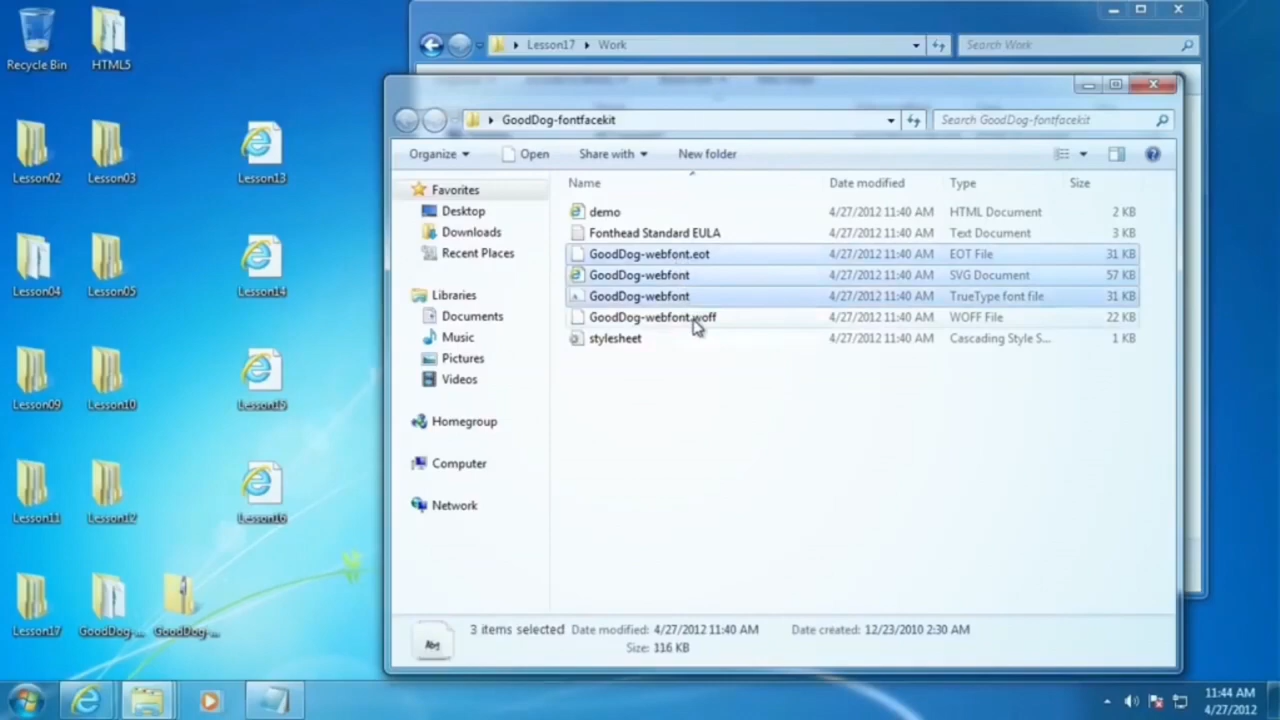 Recycle Bin
HTML5
Lesson02
Lesson03
Lesson13
Lesson04
Lesson05
Lesson14
Lesson09
Lesson10
Lesson15
Lesson11
Lesson12
Lesson16
Lesson17
GoodDog-...
GoodDog-...
Lesson17 Work
Search Work
GoodDog-fontfacekit
Search GoodDog-fontfacekit
Organize Open Share with New folder
Favorites
Desktop
Downloads
Recent Places
Libraries
Documents
Music
Pictures
Videos
Homegroup
Computer
Network
Name Date modified Type Size
demo 4/27/2012 11:40 AM HTML Document 2 KB
Fonthead Standard EULA 4/27/2012 11:40 AM Text Document 3 KB
GoodDog-webfont.eot 4/27/2012 11:40 AM EOT File 31 KB
GoodDog-webfont 4/27/2012 11:40 AM SVG Document 57 KB
GoodDog-webfont 4/27/2012 11:40 AM TrueType font file 31 KB
GoodDog-webfont.woff 4/27/2012 11:40 AM WOFF File 22 KB
stylesheet 4/27/2012 11:40 AM Cascading Style S... 1 KB
3 items selected Date modified: 4/27/2012 11:40 AM Date created: 12/23/2010 2:30 AM
Size: 116 KB
11:44 AM
4/27/2012